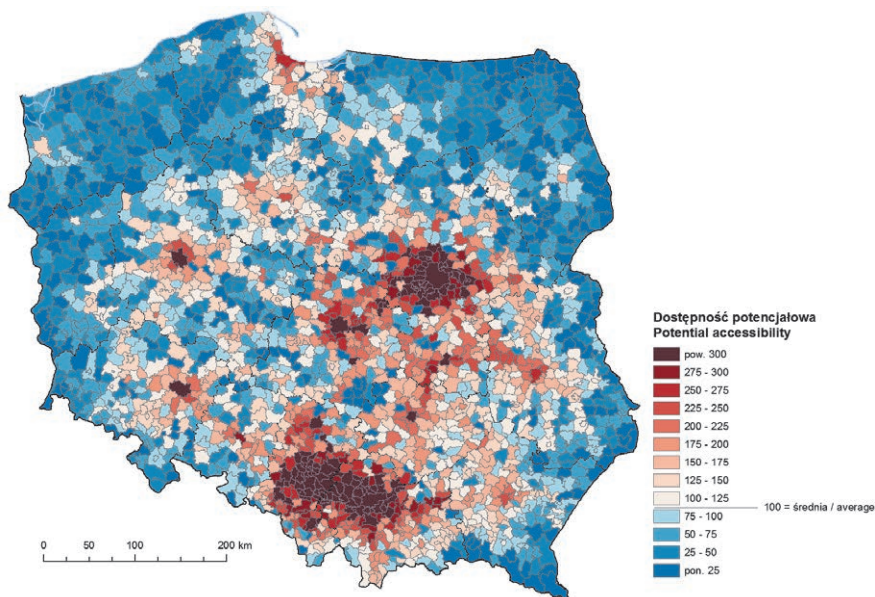 Dostępność potencjałowa
Potential accessibility
pow. 300
275 - 300
250 - 275
225 - 250
200 - 225
175 - 200
150 - 175
125 - 150
100 - 125
100 = średnia / average
75 - 100
50 - 75
25 - 50
pon. 25
0 50 100 200 km